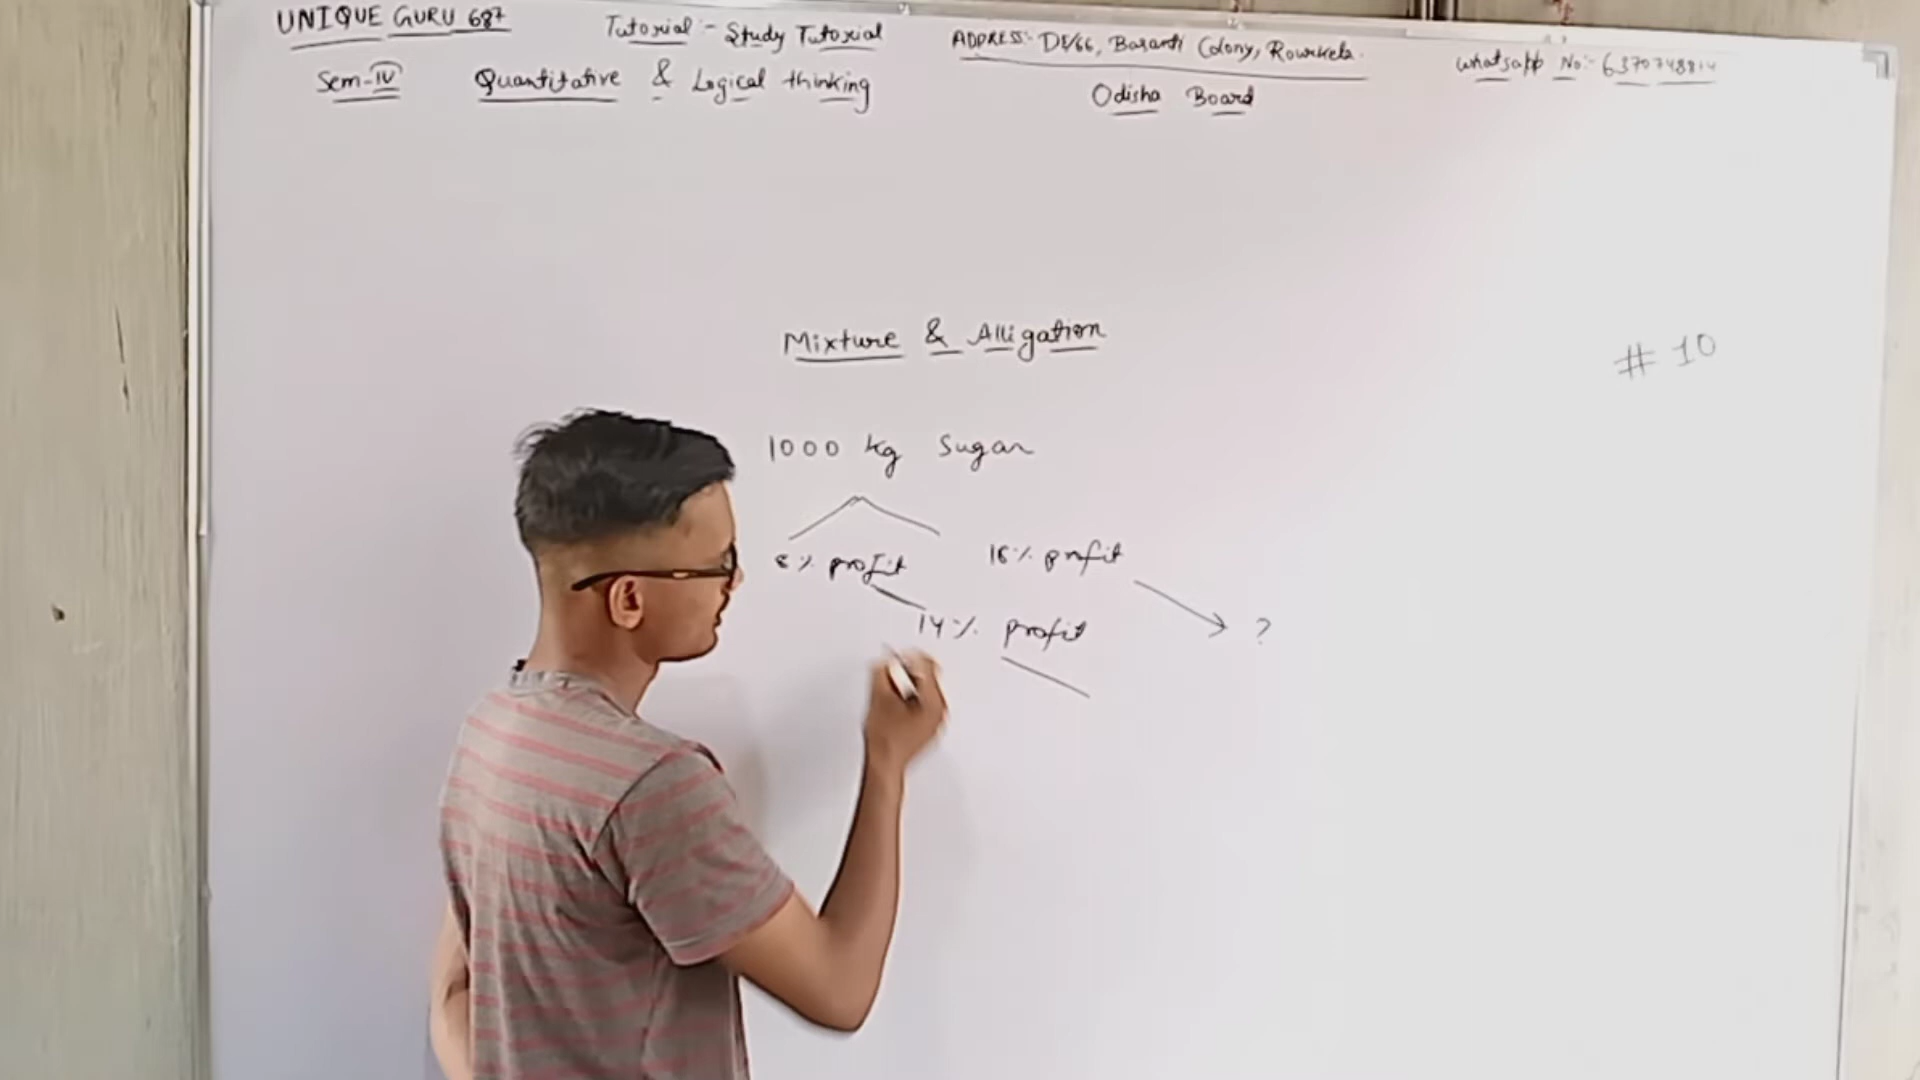 UNIQUE GURU 687 Tutorial - Study Tutorial ADDRESS:- DE/66, Basanti Colony, Rourkela. Whatsapp No:- 6370748814
Sem-IV Quantitative & Logical thinking Odisha Board
Mixture & Alligation
# 10
1000 kg Sugar
8% profit 18% profit
14% profit ?